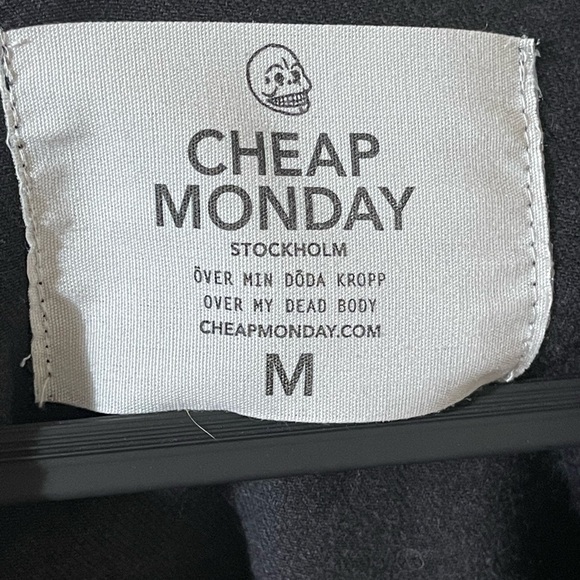 CHEAP
MONDAY
STOCKHOLM
ÖVER MIN DÖDA KROPP
OVER MY DEAD BODY
CHEAPMONDAY.COM
M